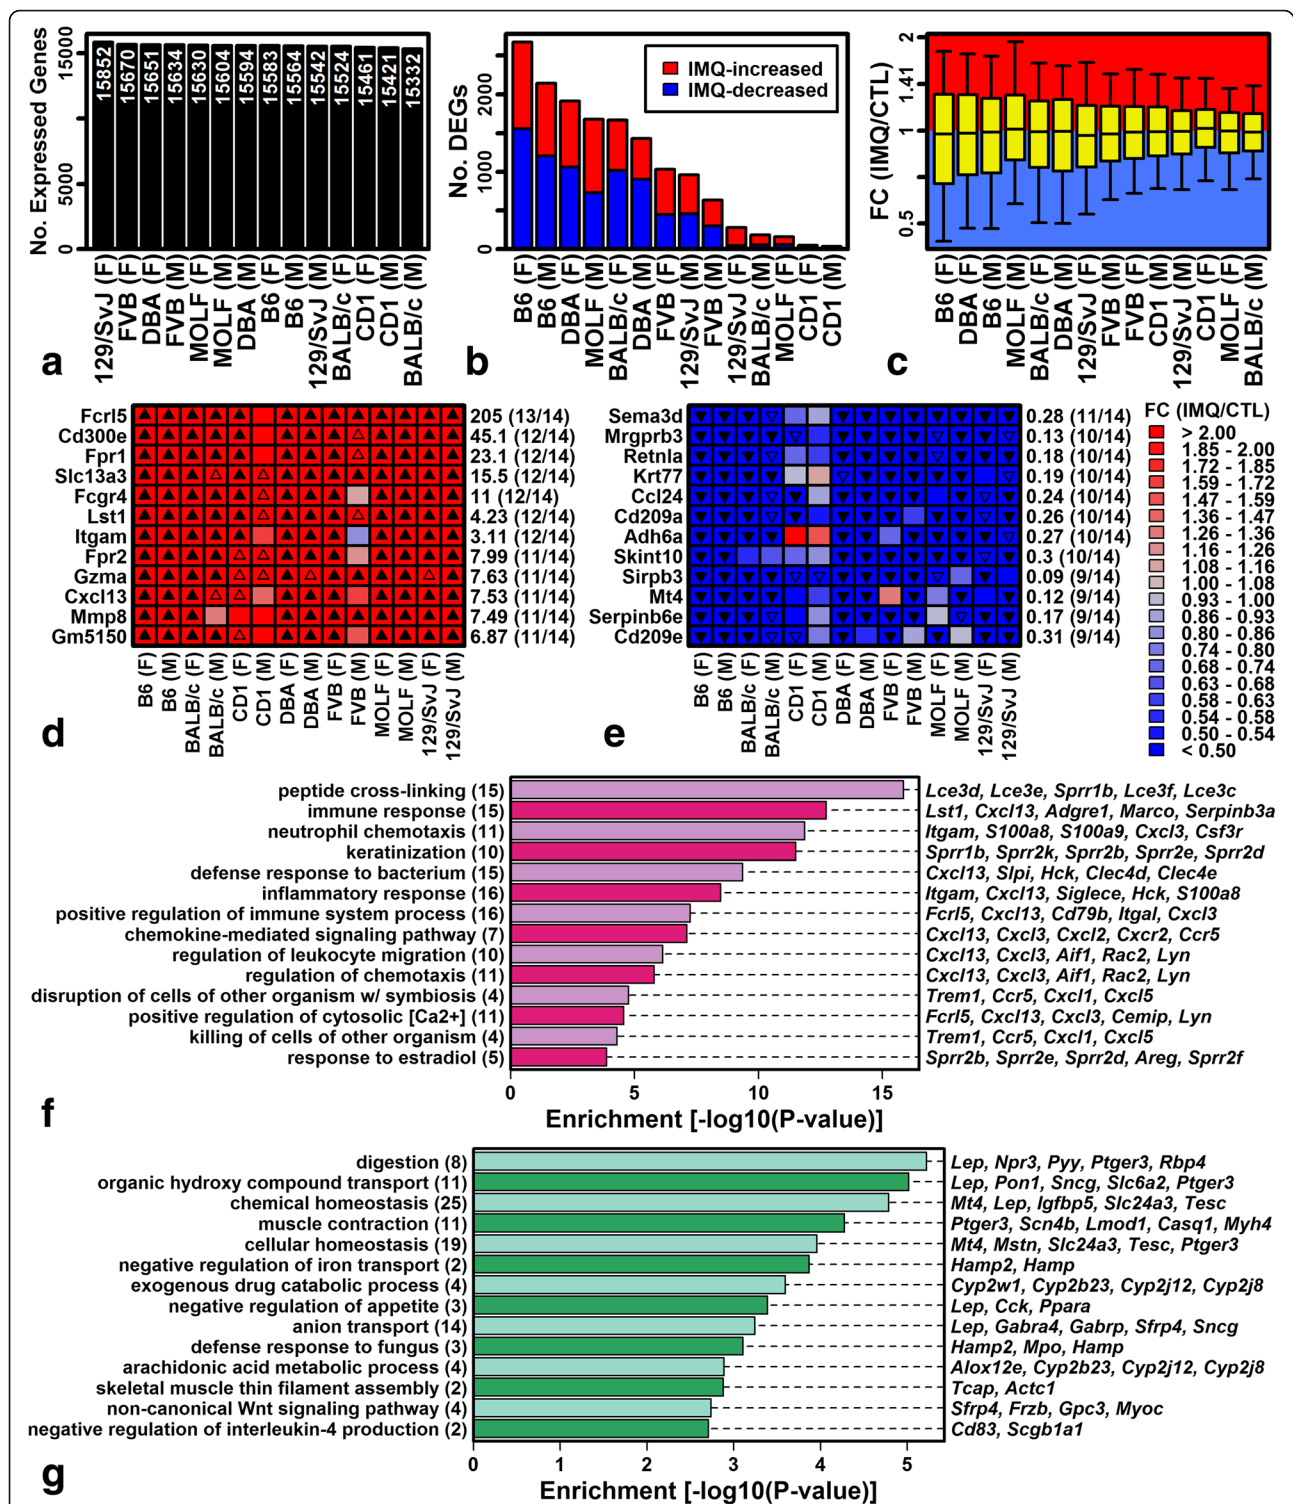 No. Expressed Genes
15000
5000
0
15852
15670
15651
15634
15630
15604
15594
15583
15564
15542
15524
15461
15421
15332
129/SvJ (F)
FVB (F)
DBA (F)
FVB (M)
MOLF (F)
MOLF (M)
DBA (M)
B6 (F)
B6 (M)
129/SvJ (M)
BALB/c (F)
CD1 (F)
CD1 (M)
BALB/c (M)
a
No. DEGs
2000
1000
0
IMQ-increased
IMQ-decreased
B6 (F)
B6 (M)
DBA (F)
MOLF (M)
BALB/c (F)
DBA (M)
FVB (F)
129/SvJ (M)
FVB (M)
129/SvJ (F)
BALB/c (M)
MOLF (F)
CD1 (F)
CD1 (M)
b
FC (IMQ/CTL)
2
1.41
1
0.5
B6 (F)
DBA (F)
B6 (M)
MOLF (M)
BALB/c (F)
DBA (M)
129/SvJ (F)
FVB (M)
FVB (F)
CD1 (M)
129/SvJ (M)
CD1 (F)
MOLF (F)
BALB/c (M)
c
Fcrl5 205 (13/14)
Cd300e 45.1 (12/14)
Fpr1 23.1 (12/14)
Slc13a3 15.5 (12/14)
Fcgr4 11 (12/14)
Lst1 4.23 (12/14)
Itgam 3.11 (12/14)
Fpr2 7.99 (11/14)
Gzma 7.63 (11/14)
Cxcl13 7.53 (11/14)
Mmp8 7.49 (11/14)
Gm5150 6.87 (11/14)
B6 (F)
B6 (M)
BALB/c (F)
BALB/c (M)
CD1 (F)
CD1 (M)
DBA (F)
DBA (M)
FVB (F)
FVB (M)
MOLF (F)
MOLF (M)
129/SvJ (F)
129/SvJ (M)
d
Sema3d 0.28 (11/14)
Mrgprb3 0.13 (10/14)
Retnla 0.18 (10/14)
Krt77 0.19 (10/14)
Ccl24 0.24 (10/14)
Cd209a 0.26 (10/14)
Adh6a 0.27 (10/14)
Skint10 0.3 (10/14)
Sirpb3 0.09 (9/14)
Mt4 0.12 (9/14)
Serpinb6e 0.17 (9/14)
Cd209e 0.31 (9/14)
B6 (F)
B6 (M)
BALB/c (F)
BALB/c (M)
CD1 (F)
CD1 (M)
DBA (F)
DBA (M)
FVB (F)
FVB (M)
MOLF (F)
MOLF (M)
129/SvJ (F)
129/SvJ (M)
e
FC (IMQ/CTL)
> 2.00
1.85 - 2.00
1.72 - 1.85
1.59 - 1.72
1.47 - 1.59
1.36 - 1.47
1.26 - 1.36
1.16 - 1.26
1.08 - 1.16
1.00 - 1.08
0.93 - 1.00
0.86 - 0.93
0.80 - 0.86
0.74 - 0.80
0.68 - 0.74
0.63 - 0.68
0.58 - 0.63
0.54 - 0.58
0.50 - 0.54
< 0.50
peptide cross-linking (15) Lce3d, Lce3e, Sprr1b, Lce3f, Lce3c
immune response (15) Lst1, Cxcl13, Adgre1, Marco, Serpinb3a
neutrophil chemotaxis (11) Itgam, S100a8, S100a9, Cxcl3, Csf3r
keratinization (10) Sprr1b, Sprr2k, Sprr2b, Sprr2e, Sprr2d
defense response to bacterium (15) Cxcl13, Slpi, Hck, Clec4d, Clec4e
inflammatory response (16) Itgam, Cxcl13, Siglece, Hck, S100a8
positive regulation of immune system process (16) Fcrl5, Cxcl13, Cd79b, Itgal, Cxcl3
chemokine-mediated signaling pathway (7) Cxcl13, Cxcl3, Cxcl2, Cxcr2, Ccr5
regulation of leukocyte migration (10) Cxcl13, Cxcl3, Aif1, Rac2, Lyn
regulation of chemotaxis (11) Cxcl13, Cxcl3, Aif1, Rac2, Lyn
disruption of cells of other organism w/ symbiosis (4) Trem1, Ccr5, Cxcl1, Cxcl5
positive regulation of cytosolic [Ca2+] (11) Fcrl5, Cxcl13, Cxcl3, Cemip, Lyn
killing of cells of other organism (4) Trem1, Ccr5, Cxcl1, Cxcl5
response to estradiol (5) Sprr2b, Sprr2e, Sprr2d, Areg, Sprr2f
0 5 10 15
Enrichment [-log10(P-value)]
f
digestion (8) Lep, Npr3, Pyy, Ptger3, Rbp4
organic hydroxy compound transport (11) Lep, Pon1, Sncg, Slc6a2, Ptger3
chemical homeostasis (25) Mt4, Lep, Igfbp5, Slc24a3, Tesc
muscle contraction (11) Ptger3, Scn4b, Lmod1, Casq1, Myh4
cellular homeostasis (19) Mt4, Mstn, Slc24a3, Tesc, Ptger3
negative regulation of iron transport (2) Hamp2, Hamp
exogenous drug catabolic process (4) Cyp2w1, Cyp2b23, Cyp2j12, Cyp2j8
negative regulation of appetite (3) Lep, Cck, Ppara
anion transport (14) Lep, Gabra4, Gabrp, Sfrp4, Sncg
defense response to fungus (3) Hamp2, Mpo, Hamp
arachidonic acid metabolic process (4) Alox12e, Cyp2b23, Cyp2j12, Cyp2j8
skeletal muscle thin filament assembly (2) Tcap, Actc1
non-canonical Wnt signaling pathway (4) Sfrp4, Frzb, Gpc3, Myoc
negative regulation of interleukin-4 production (2) Cd83, Scgb1a1
0 1 2 3 4 5
Enrichment [-log10(P-value)]
g